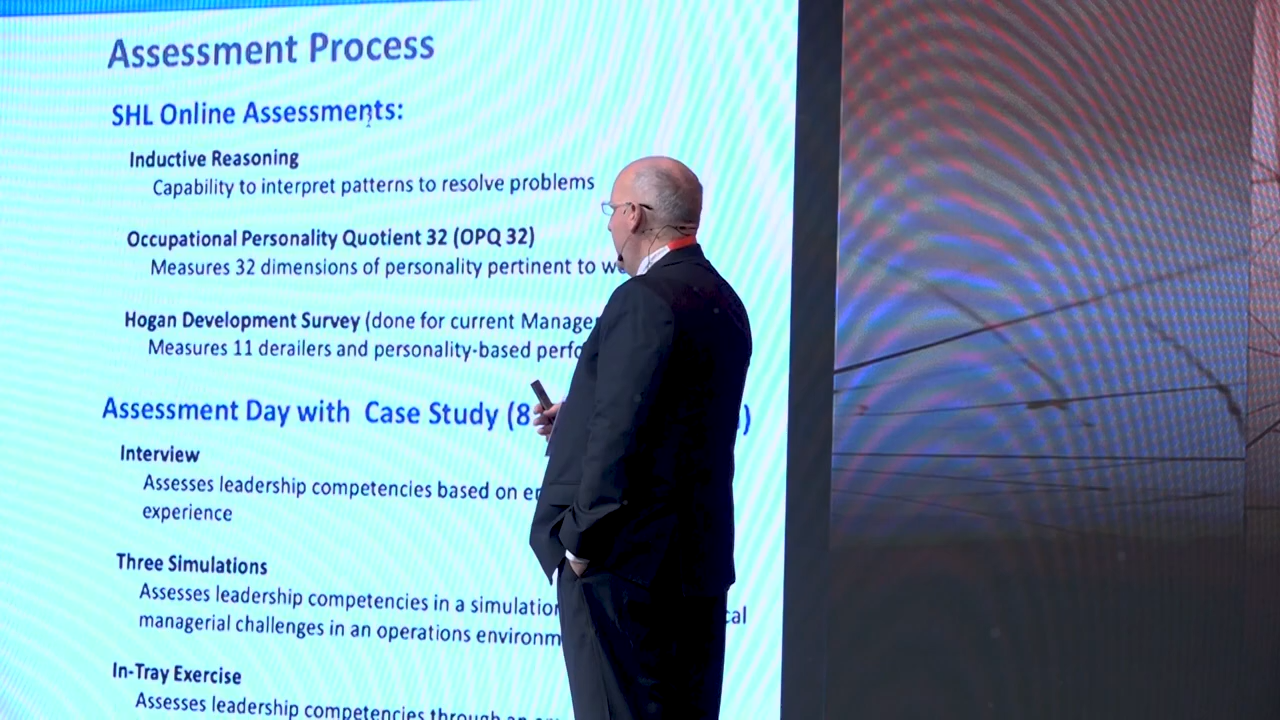 Assessment Process
SHL Online Assessments:
Inductive Reasoning
Capability to interpret patterns to resolve problems
Occupational Personality Quotient 32 (OPQ 32)
Measures 32 dimensions of personality pertinent to
Hogan Development Survey (done for current
Measures 11 derailers and personality-based
Assessment Day with Case Study (8 )
Interview
Assesses leadership competencies based on
experience
Three Simulations
Assesses leadership competencies in a
managerial challenges in an operations
In-Tray Exercise
Assesses leadership competencies through an